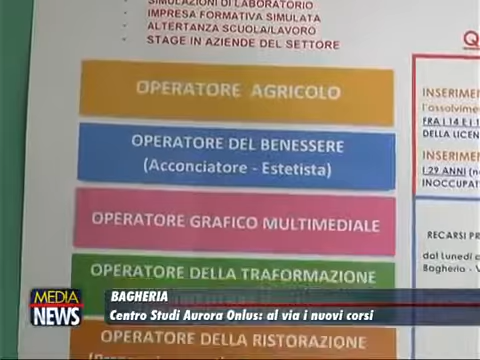 SIMULAZIONI DI LABORATORIO
IMPRESA FORMATIVA SIMULATA
ALTERTANZA SCUOLA/LAVORO
STAGE IN AZIENDE DEL SETTORE
OPERATORE AGRICOLO
OPERATORE DEL BENESSERE
(Acconciatore - Estetista)
OPERATORE GRAFICO MULTIMEDIALE
OPERATORE DELLA TRAFORMAZIONE
OPERATORE DELLA RISTORAZIONE
Q
INSERIMEN
l'assolvime
FRA I 14 E I 1
DELLA LICEN
INSERIMEN
I 29 ANNI (n
INOCCUPAT
RECARSI PR
dal Lunedì a
Bagheria - V
MEDIA
NEWS
BAGHERIA
Centro Studi Aurora Onlus: al via i nuovi corsi